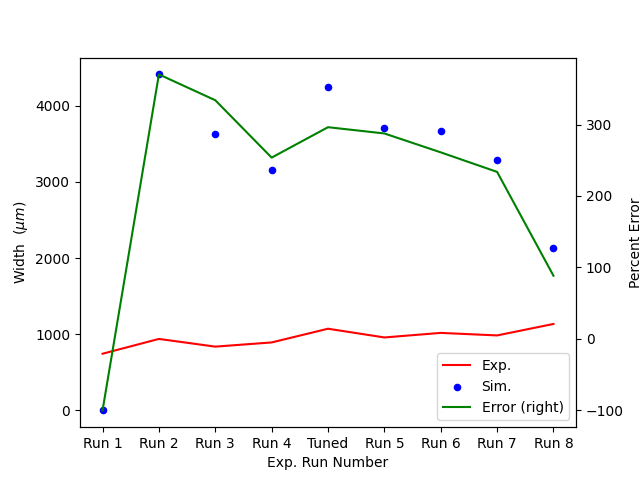 4000
3000
2000
1000
0
Width (μm)
300
200
100
0
−100
Percent Error
Exp.
Sim.
Error (right)
Run 1 Run 2 Run 3 Run 4 Tuned Run 5 Run 6 Run 7 Run 8
Exp. Run Number